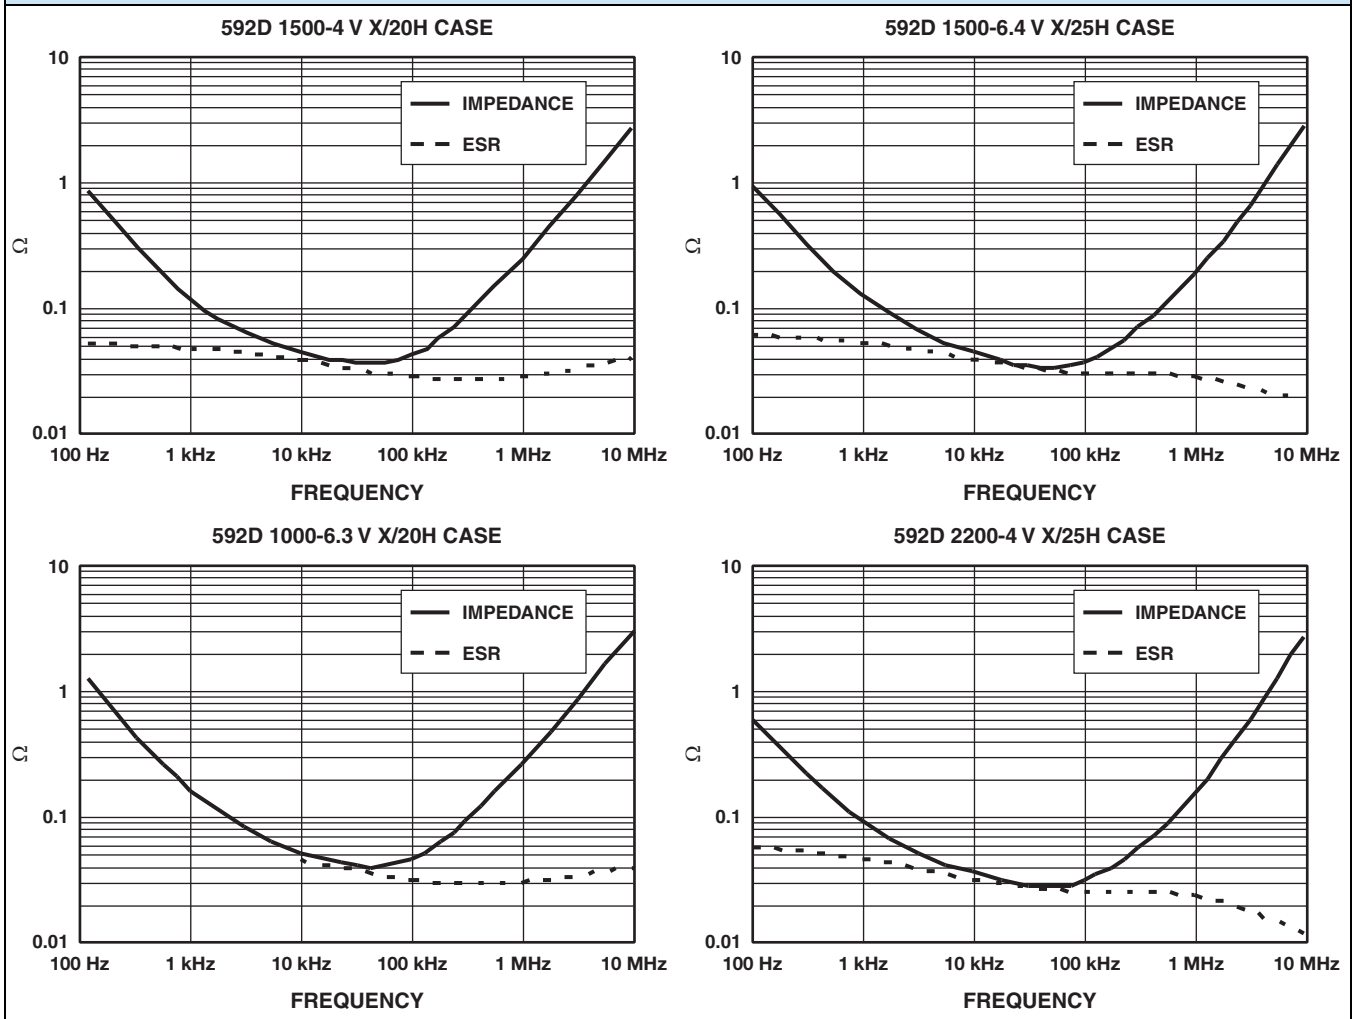 592D 1500-4 V X/20H CASE
10
1
0.1
0.01
Ω
IMPEDANCE
ESR
100 Hz 1 kHz 10 kHz 100 kHz 1 MHz 10 MHz
FREQUENCY
592D 1500-6.4 V X/25H CASE
10
1
0.1
0.01
Ω
IMPEDANCE
ESR
100 Hz 1 kHz 10 kHz 100 kHz 1 MHz 10 MHz
FREQUENCY
592D 1000-6.3 V X/20H CASE
10
1
0.1
0.01
Ω
IMPEDANCE
ESR
100 Hz 1 kHz 10 kHz 100 kHz 1 MHz 10 MHz
FREQUENCY
592D 2200-4 V X/25H CASE
10
1
0.1
0.01
Ω
IMPEDANCE
ESR
100 Hz 1 kHz 10 kHz 100 kHz 1 MHz 10 MHz
FREQUENCY